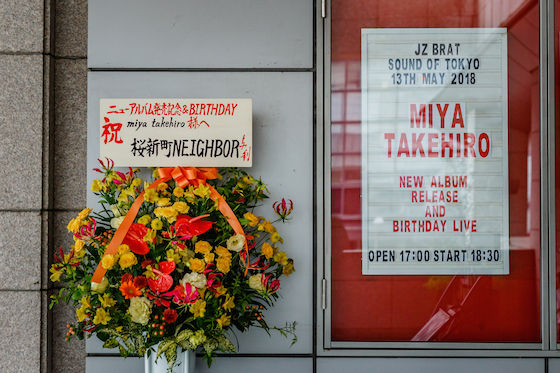 ニューアルバム発売記念&BIRTHDAY
祝
miya takehiro 様へ
桜新町NEIGHBOR
JZ BRAT
SOUND OF TOKYO
13TH MAY 2018
MIYA
TAKEHIRO
NEW ALBUM
RELEASE
AND
BIRTHDAY LIVE
OPEN 17:00 START 18:30